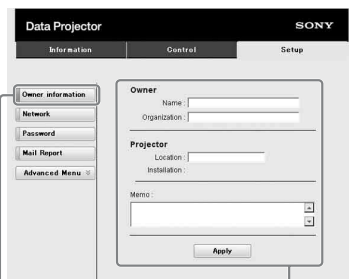 Data Projector
SONY
Information Control Setup
Owner information
Network
Password
Mail Report
Advanced Menu
Owner
Name :
Organization :
Projector
Location :
Installation :
Memo :
Apply